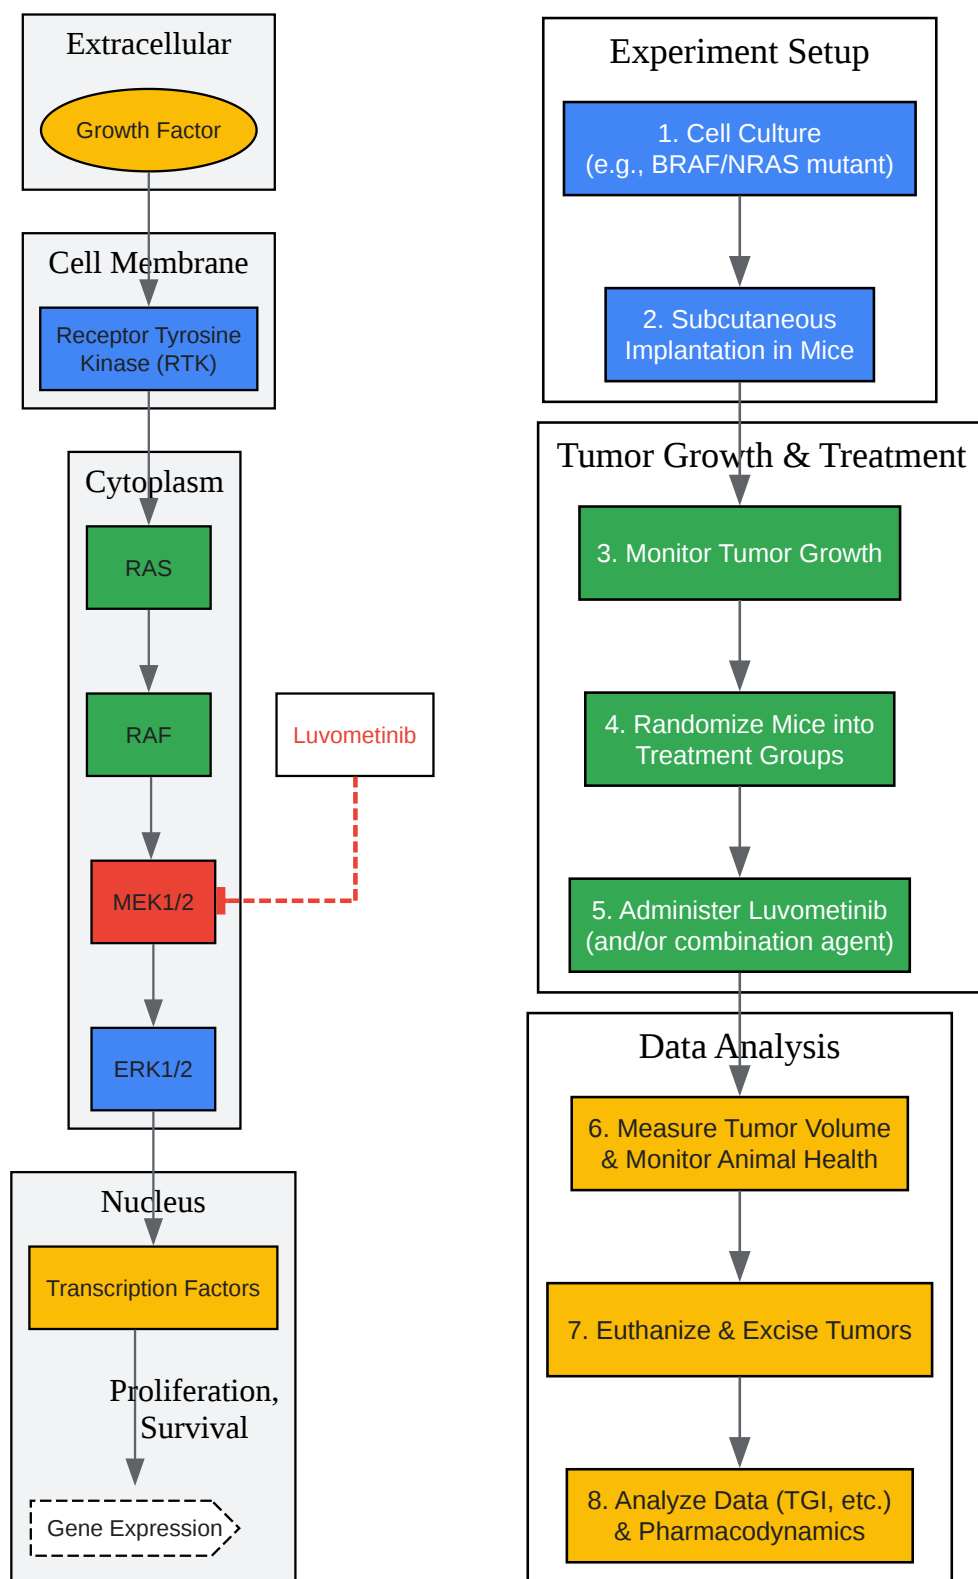 Extracellular
Growth Factor
Cell Membrane
Receptor Tyrosine
Kinase (RTK)
Cytoplasm
RAS
RAF
Luvometinib
MEK1/2
ERK1/2
Nucleus
Transcription Factors
Proliferation,
Survival
Gene Expression
Experiment Setup
1. Cell Culture
(e.g., BRAF/NRAS mutant)
2. Subcutaneous
Implantation in Mice
Tumor Growth & Treatment
3. Monitor Tumor Growth
4. Randomize Mice into
Treatment Groups
5. Administer Luvometinib
(and/or combination agent)
Data Analysis
6. Measure Tumor Volume
& Monitor Animal Health
7. Euthanize & Excise Tumors
8. Analyze Data (TGI, etc.)
& Pharmacodynamics